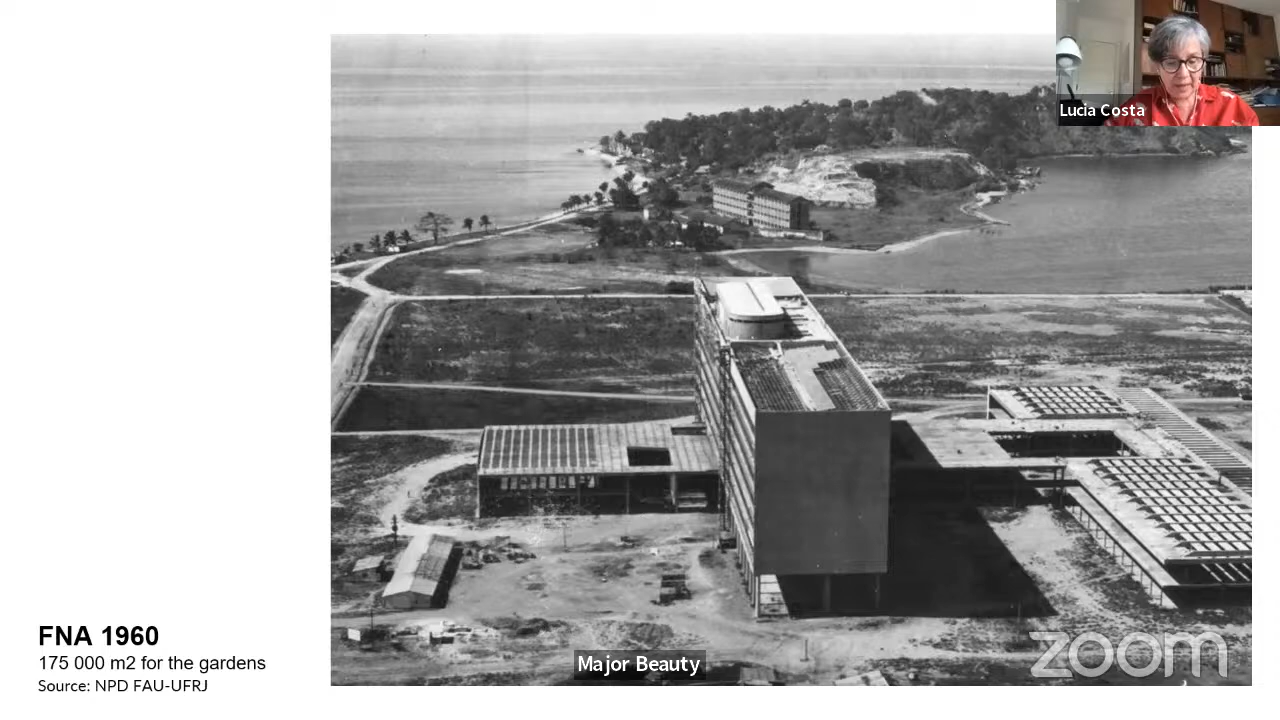 Lucia Costa
FNA 1960
175 000 m2 for the gardens
Source: NPD FAU-UFRJ
Major Beauty
zoom